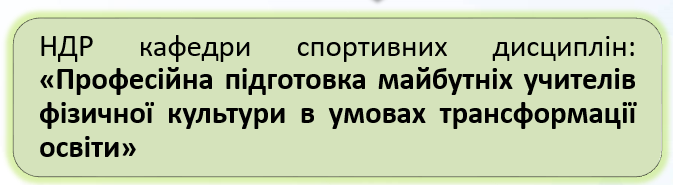 НДР кафедри спортивних дисциплін:
«Професійна підготовка майбутніх учителів
фізичної культури в умовах трансформації
освіти»